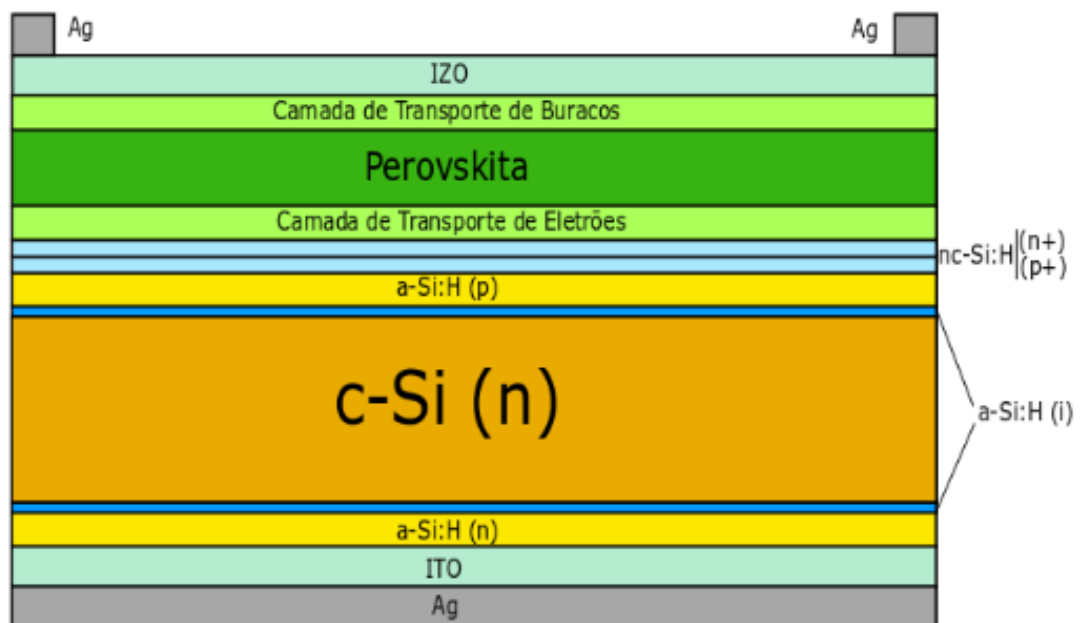 Ag
Ag
IZO
Camada de Transporte de Buracos
Perovskita
Camada de Transporte de Eletrões
nc-Si:H (n+)
(p+)
a-Si:H (p)
c-Si (n)
a-Si:H (i)
a-Si:H (n)
ITO
Ag